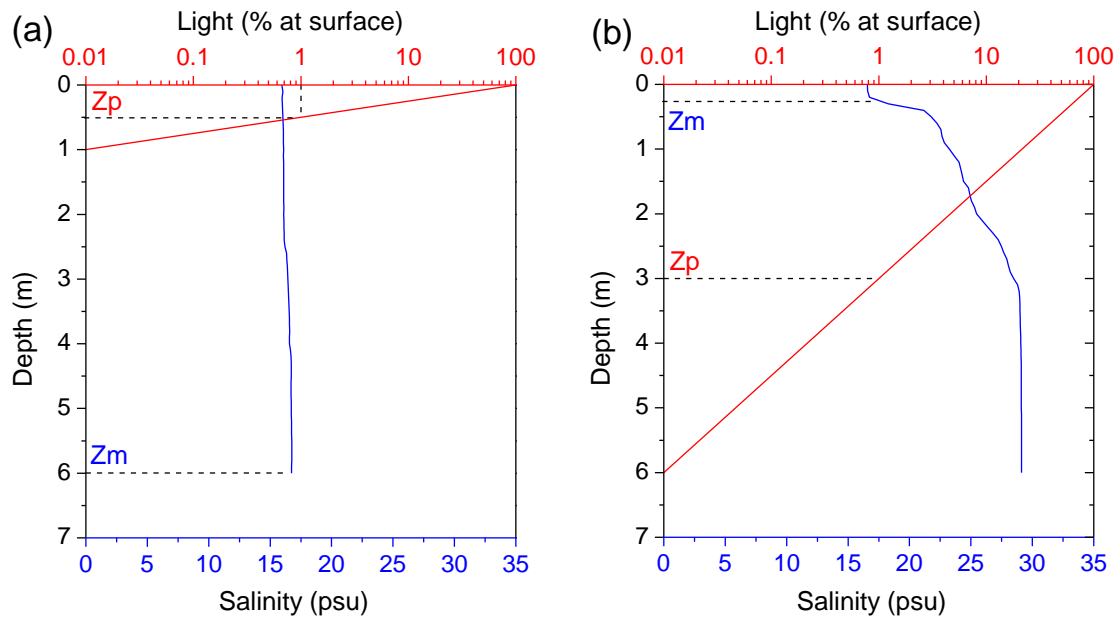 (a)
Light (% at surface)
0.01 0.1 1 10 100
0
1
2
3
4
5
6
7
Depth (m)
Zp
Zm
0 5 10 15 20 25 30 35
Salinity (psu)
(b)
Light (% at surface)
0.01 0.1 1 10 100
0
1
2
3
4
5
6
7
Depth (m)
Zm
Zp
0 5 10 15 20 25 30 35
Salinity (psu)